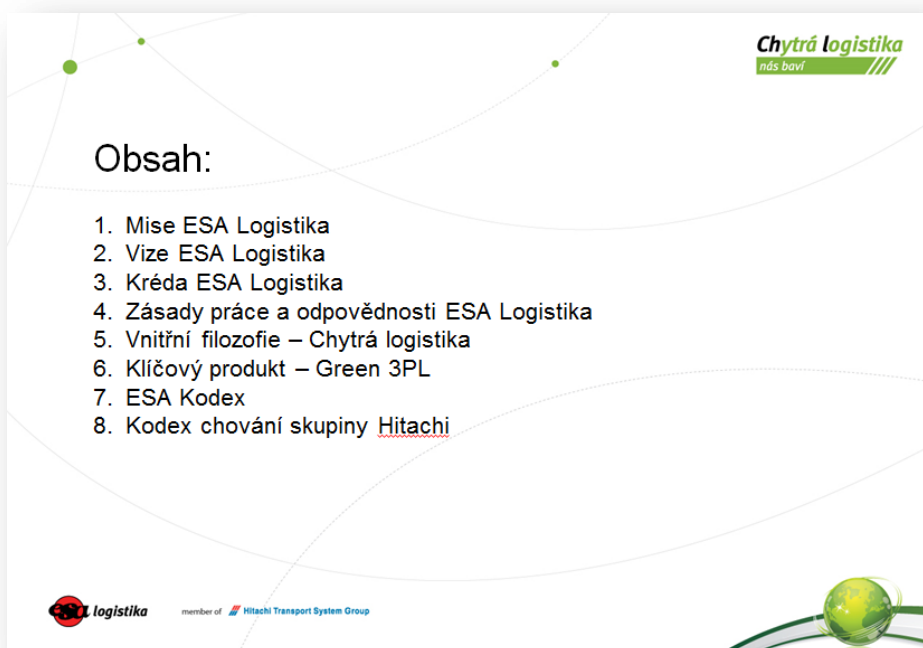 Chytrá logistika
nás baví
Obsah:
1. Mise ESA Logistika
2. Vize ESA Logistika
3. Kréda ESA Logistika
4. Zásady práce a odpovědnosti ESA Logistika
5. Vnitřní filozofie – Chytrá logistika
6. Klíčový produkt – Green 3PL
7. ESA Kodex
8. Kodex chování skupiny Hitachi
esa logistika member of Hitachi Transport System Group